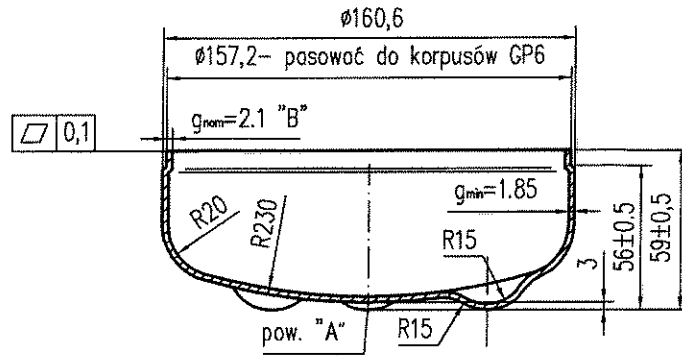 ø160,6
ø157,2- pasować do korpusów GP6
0,1
gnom=2.1 "B"
gmin=1.85
R20
R230
R15
3
56±0.5
59±0,5
pow. "A"
R15